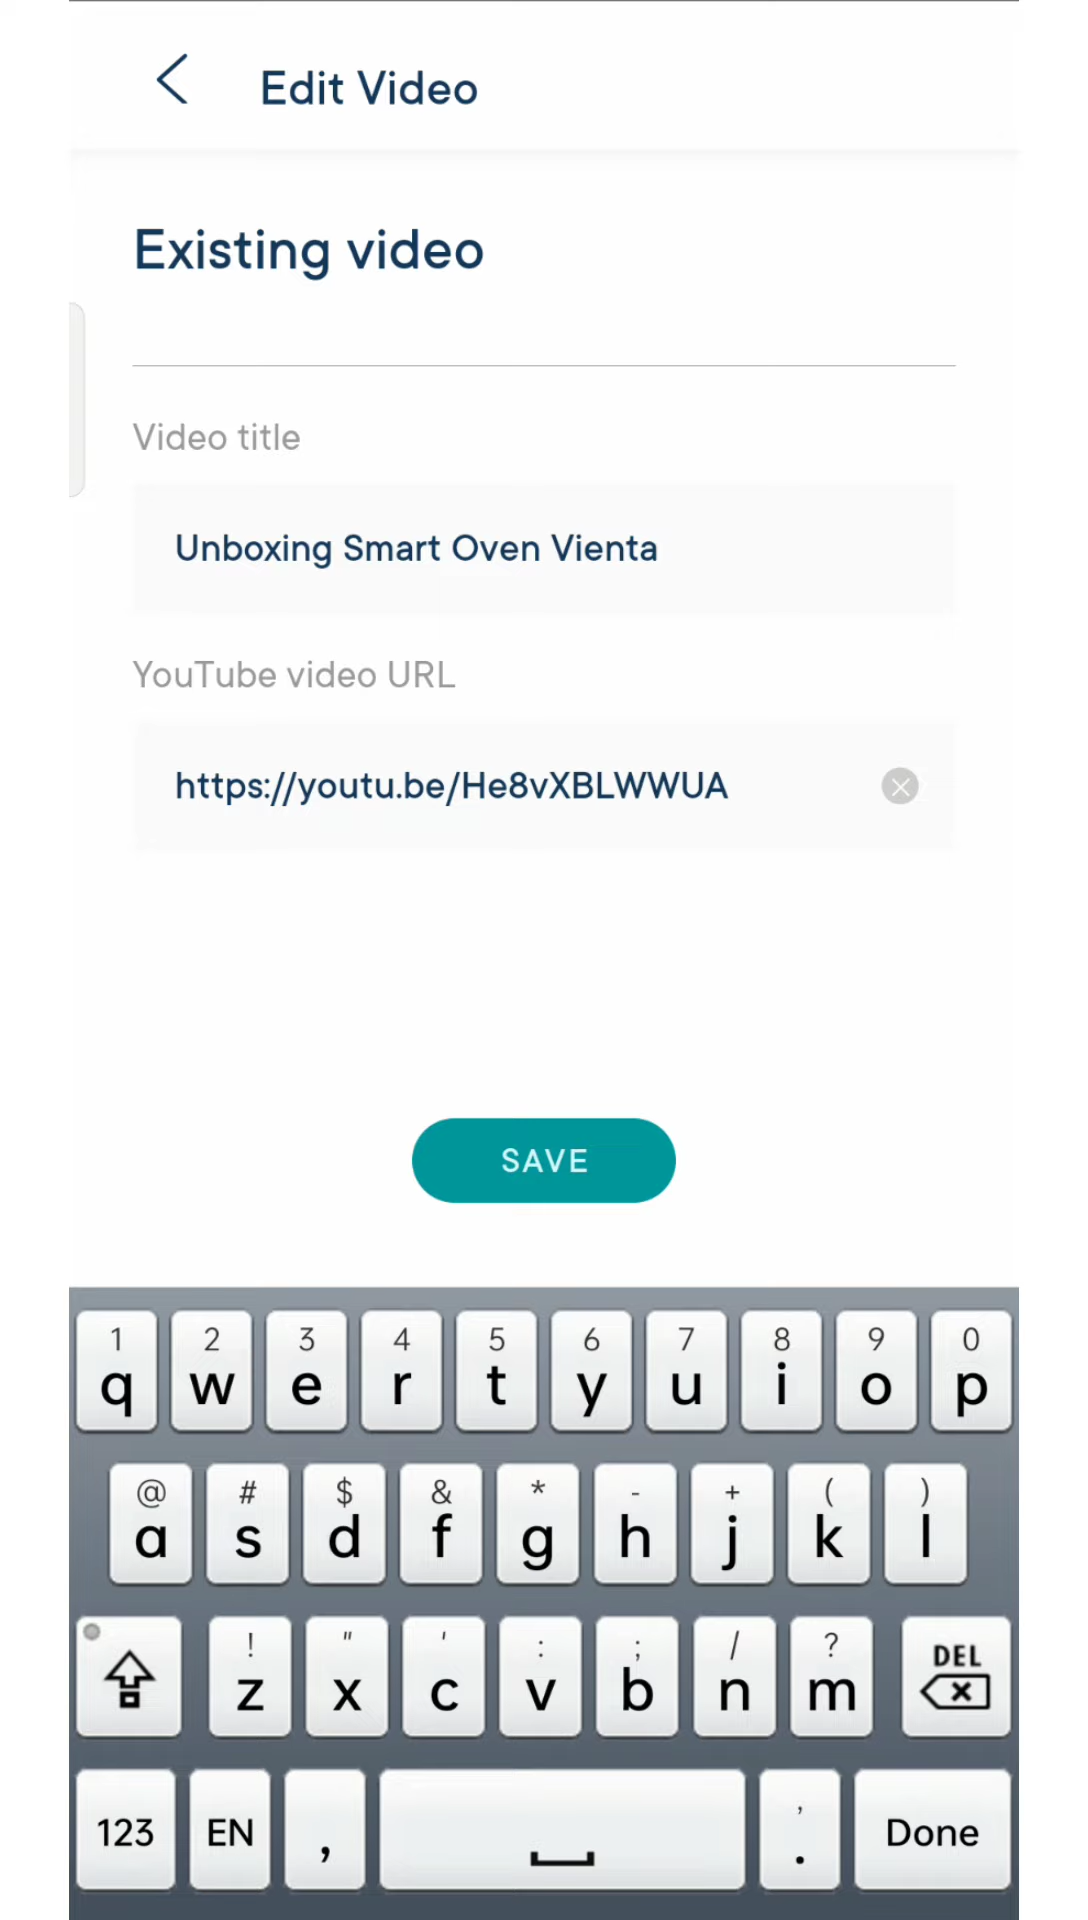 Edit Video
Existing video
Video title
Unboxing Smart Oven Vienta
YouTube video URL
https://youtu.be/He8vXBLWWUA
SAVE
1 2 3 4 5 6 7 8 9 0
q w e r t y u i o p
@ # $ & * - + ( )
a s d f g h j k l
! " ' : ; / ? DEL
z x c v b n m
123 EN , ' . Done